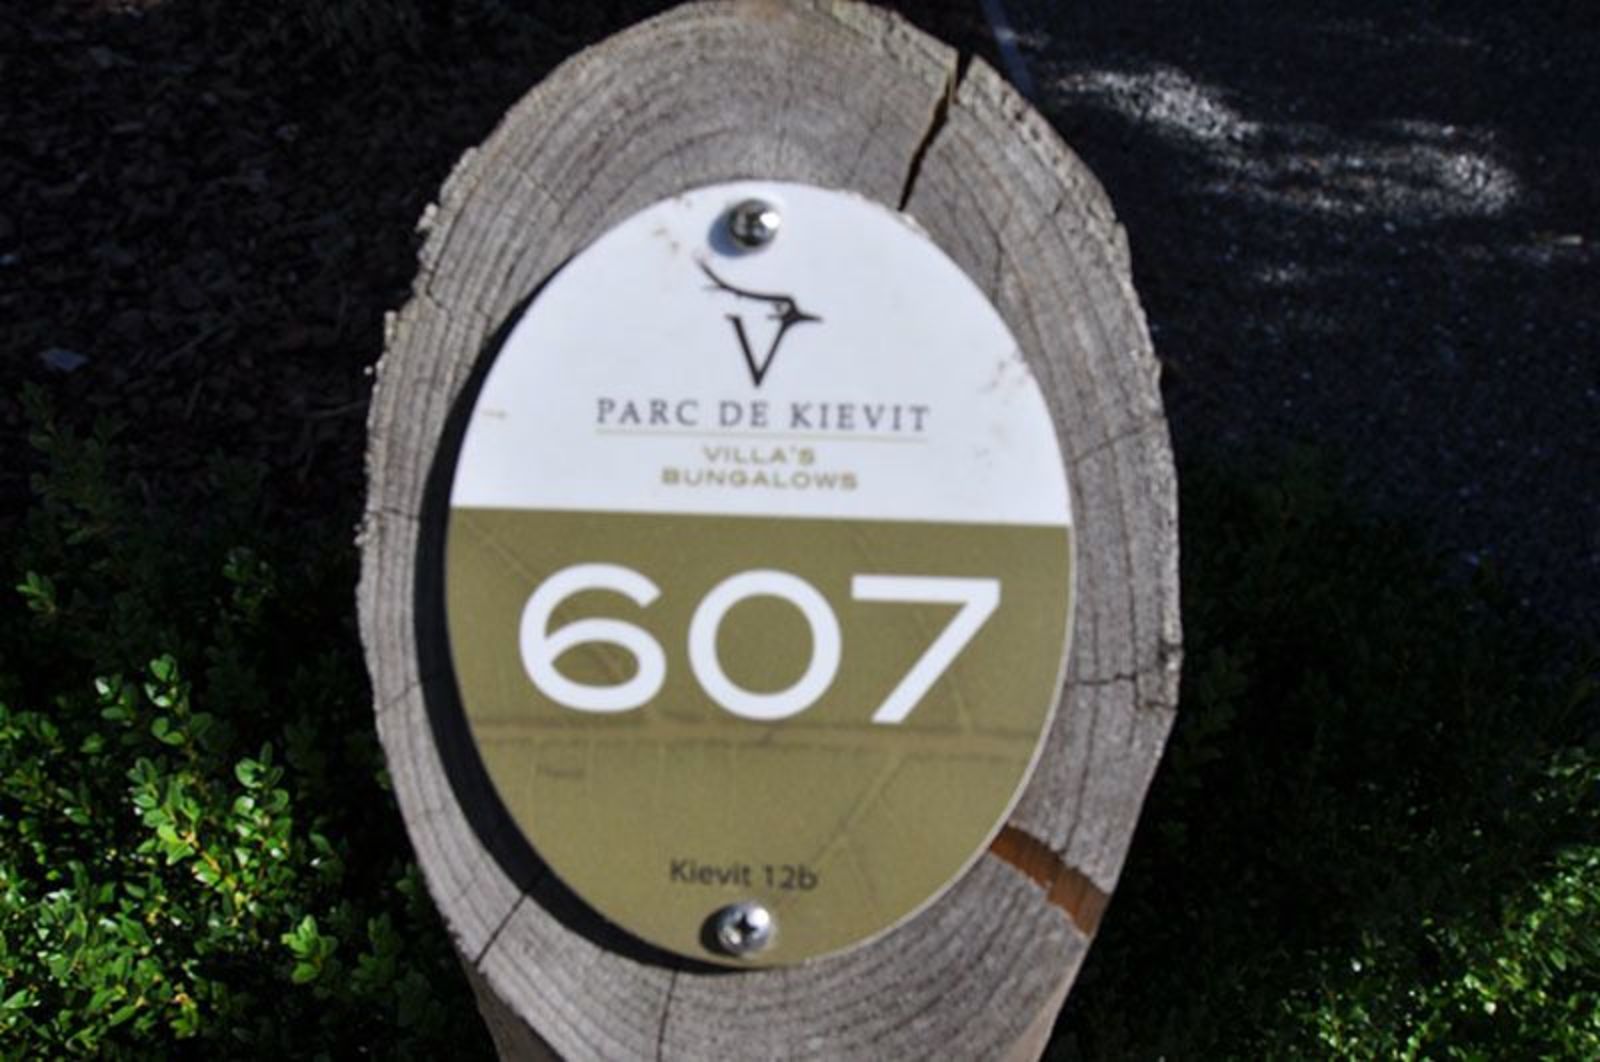 PARC DE KIEVIT
VILLA'S
BUNGALOWS
607
Kievit 12b